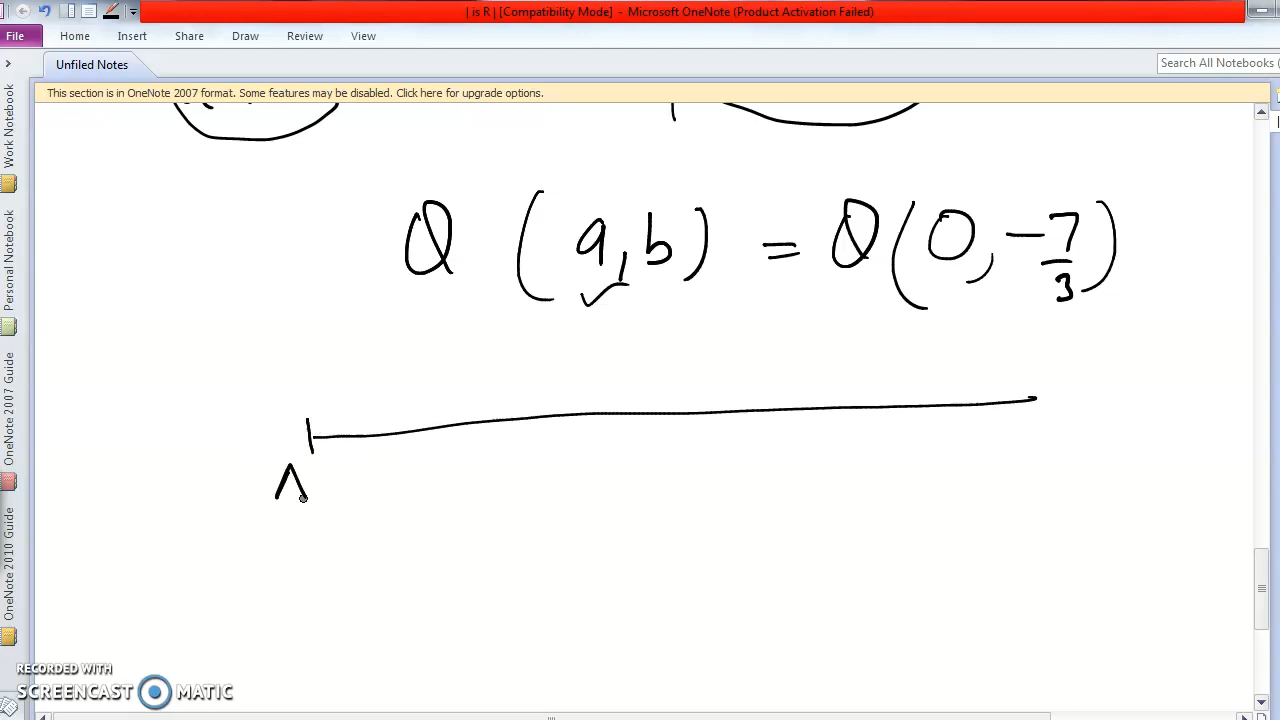 | is R | [Compatibility Mode] - Microsoft OneNote (Product Activation Failed)
File Home Insert Share Draw Review View
Unfiled Notes
Search All Notebooks (
This section is in OneNote 2007 format. Some features may be disabled. Click here for upgrade options.
Work Notebook
Personal Notebook
OneNote 2007 Guide
OneNote 2010 Guide
Q (a, b) = Q(0, -7/3)
RECORDED WITH
SCREENCAST MATIC